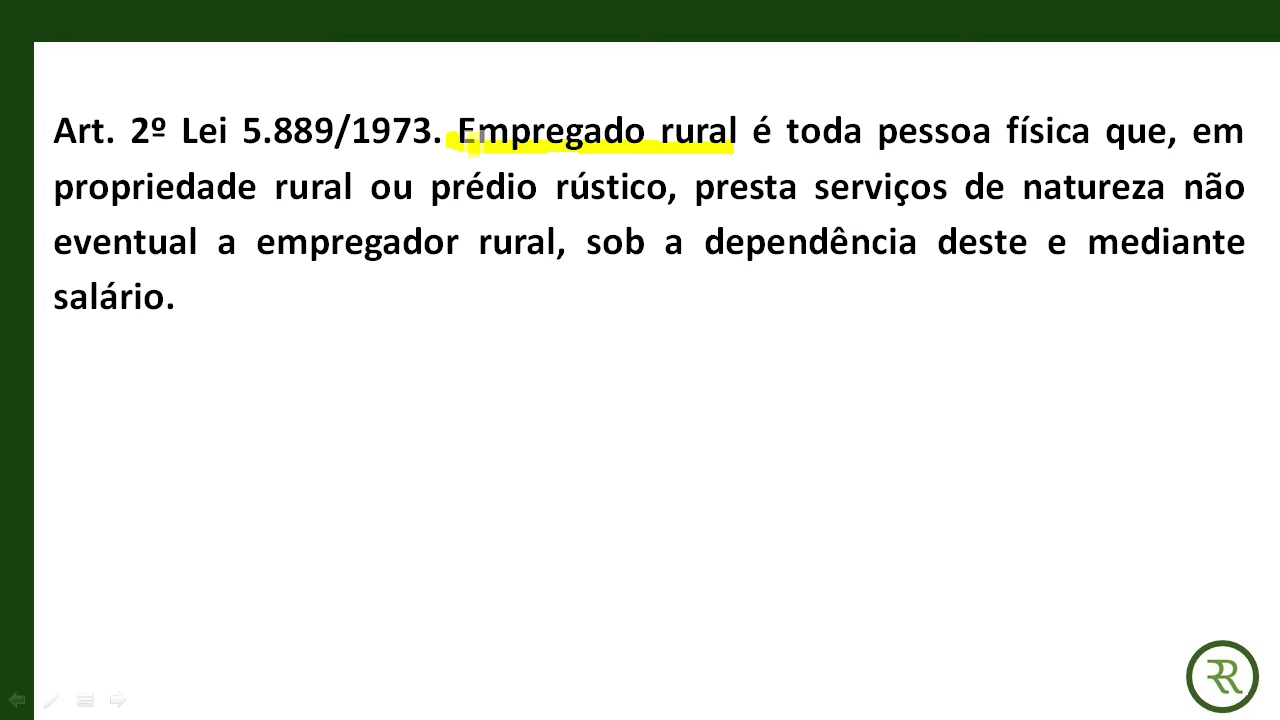 Art. 2º Lei 5.889/1973. Empregado rural é toda pessoa física que, em
propriedade rural ou prédio rústico, presta serviços de natureza não
eventual a empregador rural, sob a dependência deste e mediante
salário.
RR